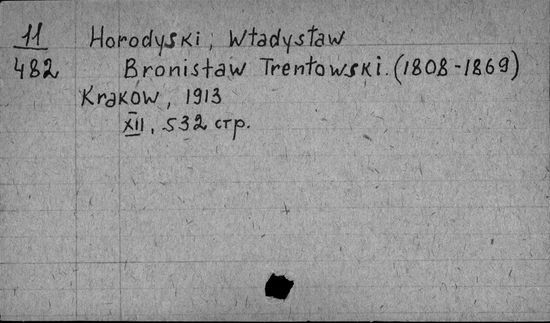 11
482
Horodyski, Władysław
Bronisław Trentowski. (1808-1869)
Kraków, 1913
XII, 532 стр.